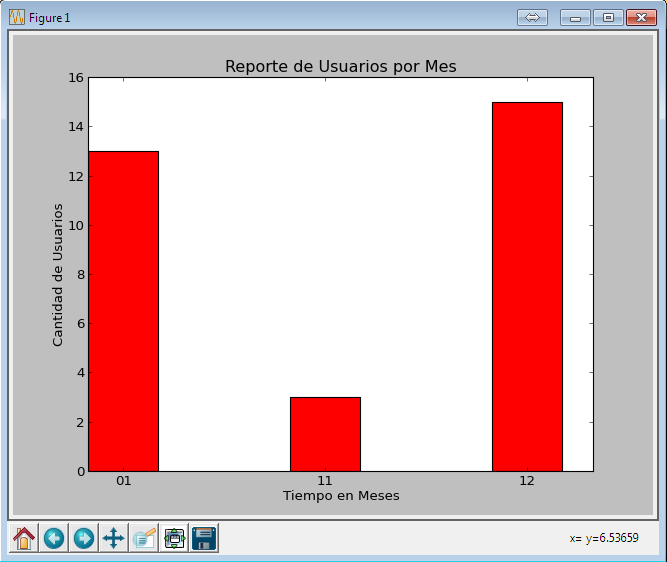 Figure 1
Reporte de Usuarios por Mes
16
14
12
10
8
6
4
2
0
Cantidad de Usuarios
01 11 12
Tiempo en Meses
x= y=6.53659